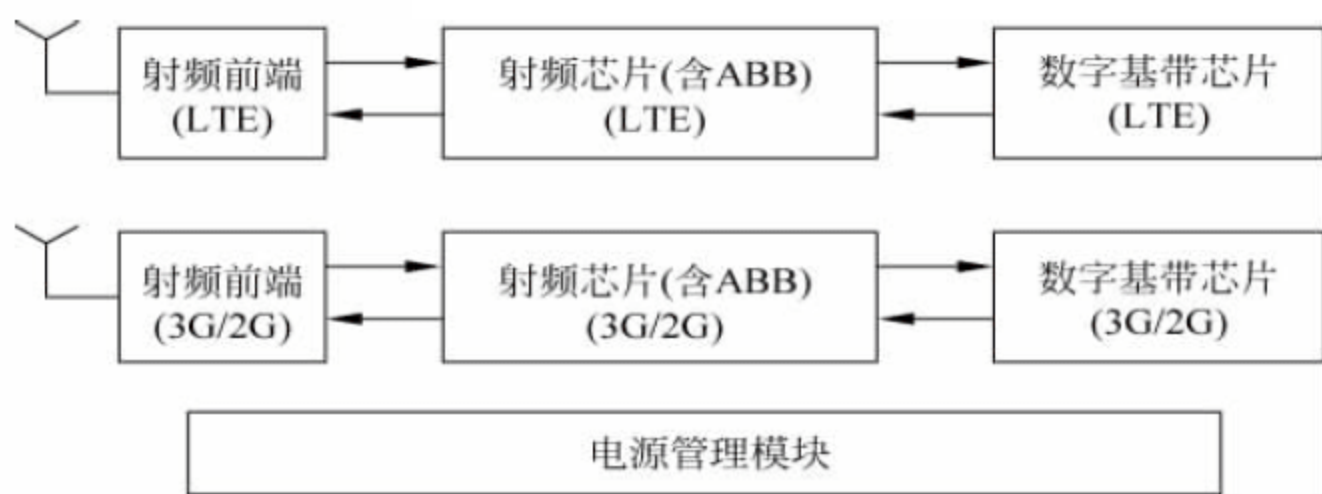 射频前端
(LTE)
射频芯片(含ABB)
(LTE)
数字基带芯片
(LTE)
射频前端
(3G/2G)
射频芯片(含ABB)
(3G/2G)
数字基带芯片
(3G/2G)
电源管理模块